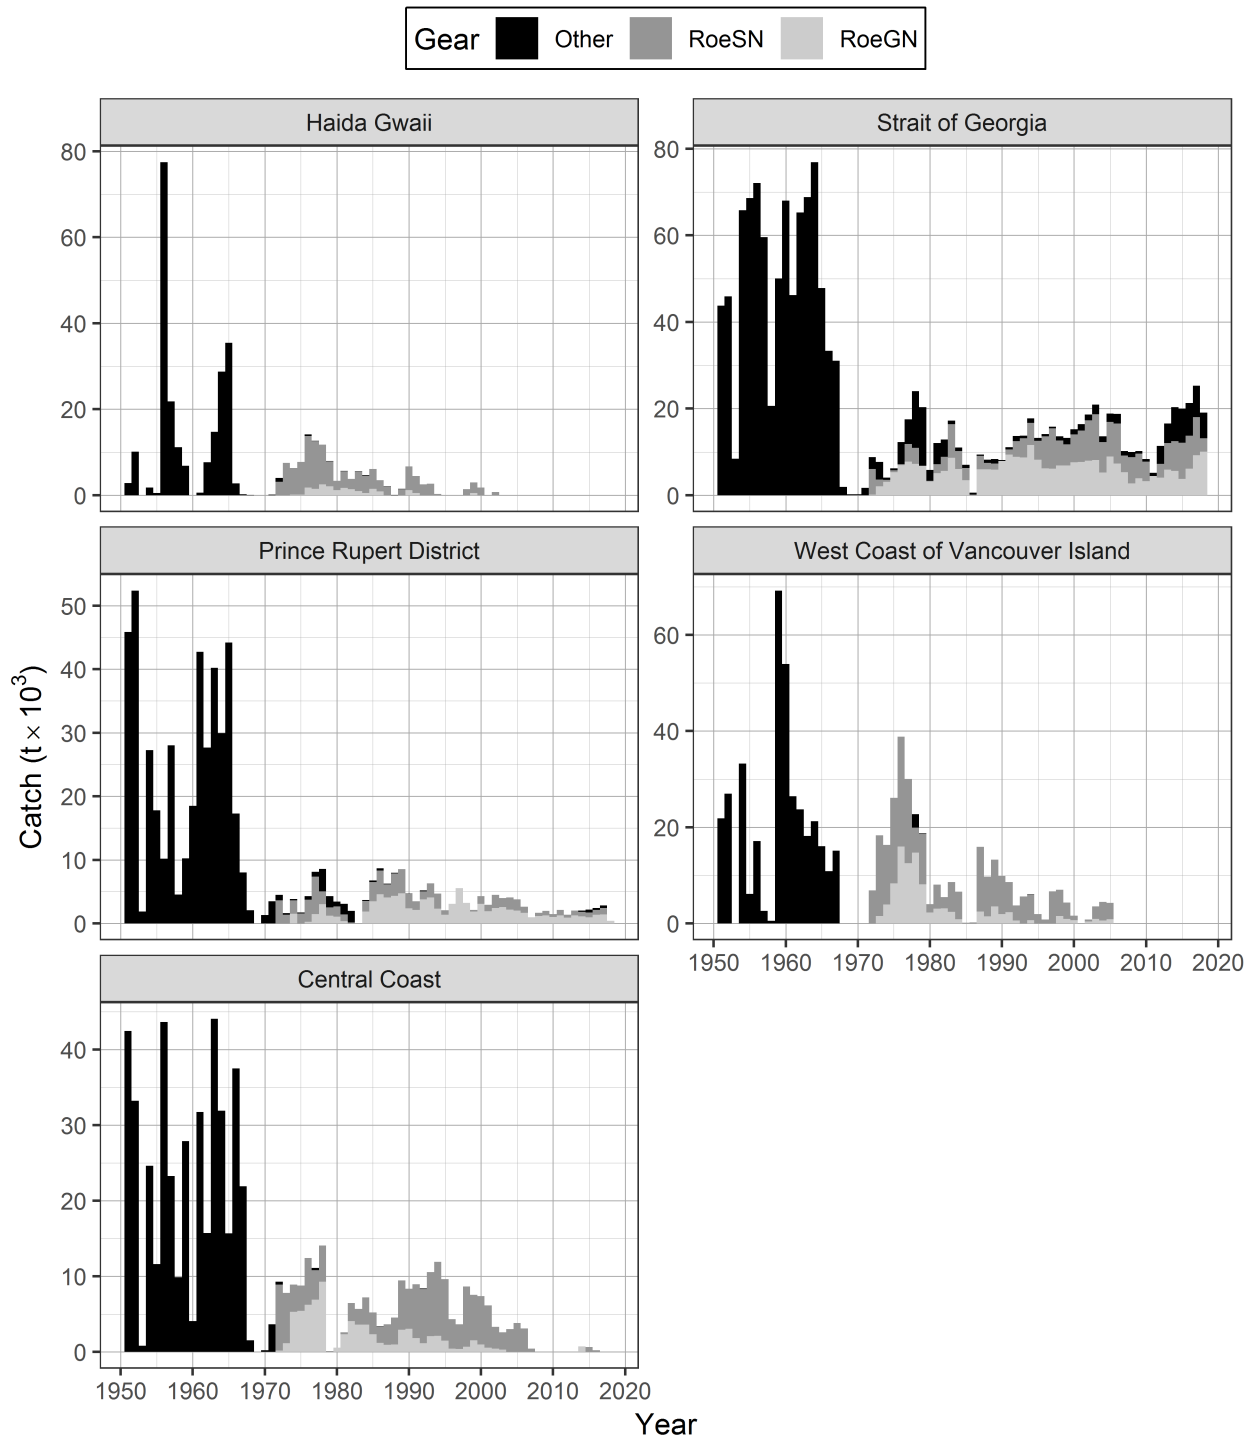 Gear Other RoeSN RoeGN
Haida Gwaii
80
60
40
20
0
Strait of Georgia
80
60
40
20
0
Prince Rupert District
50
40
30
20
10
0
West Coast of Vancouver Island
60
40
20
0
1950 1960 1970 1980 1990 2000 2010 2020
Central Coast
40
30
20
10
0
1950 1960 1970 1980 1990 2000 2010 2020
Catch (t × 10³)
Year